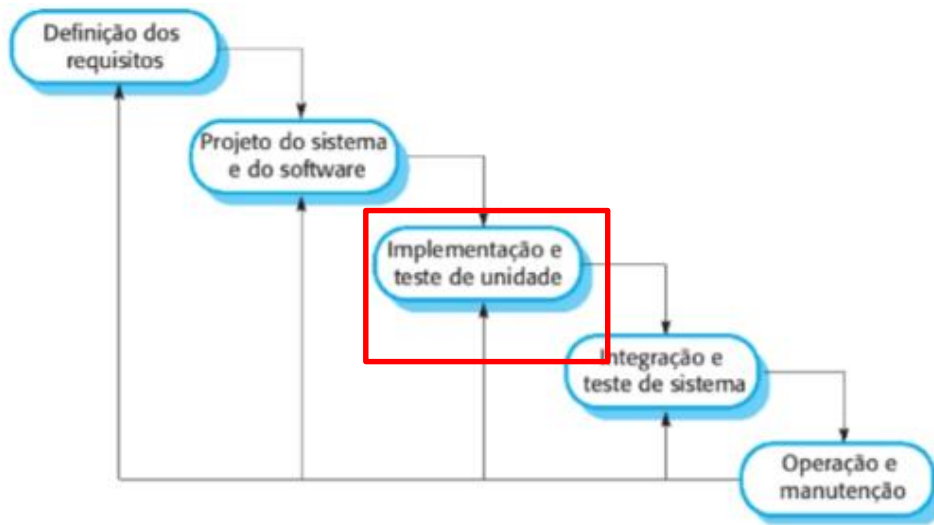 Definição dos
requisitos
Projeto do sistema
e do software
Implementação e
teste de unidade
Integração e
teste de sistema
Operação e
manutenção